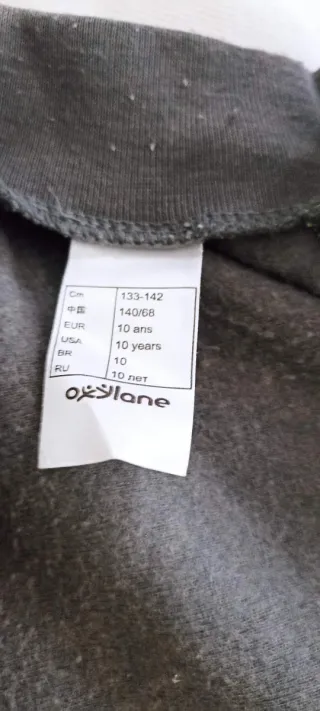 Cm 133-142
中国 140/68
EUR 10 ans
USA 10 years
BR 10
RU 10 лет
oxylane